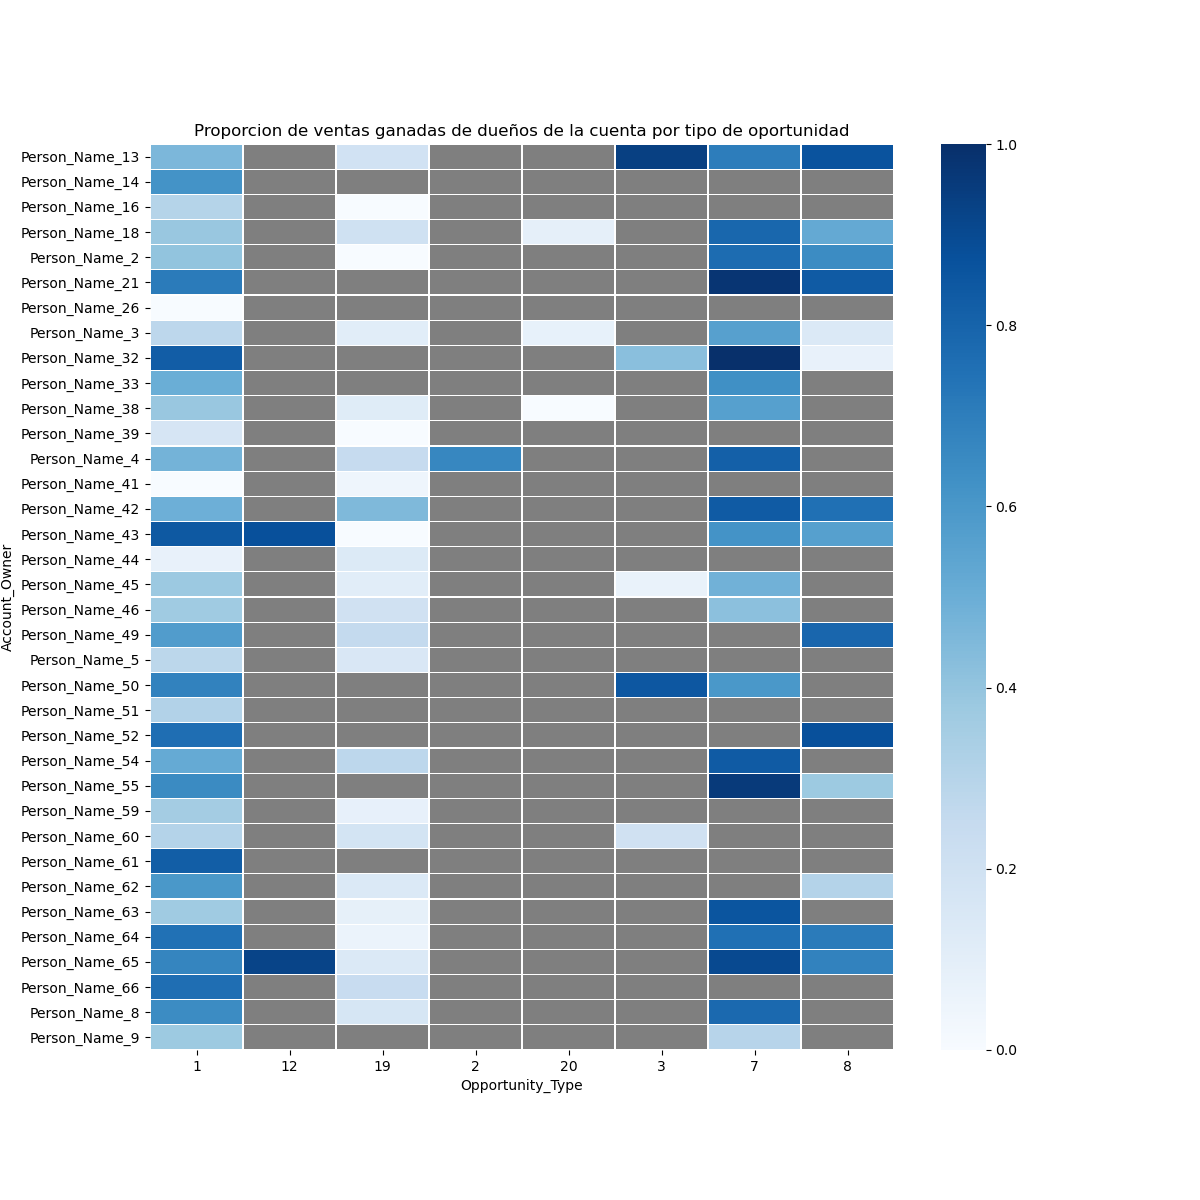 Proporcion de ventas ganadas de dueños de la cuenta por tipo de oportunidad
Person_Name_13
Person_Name_14
Person_Name_16
Person_Name_18
Person_Name_2
Person_Name_21
Person_Name_26
Person_Name_3
Person_Name_32
Person_Name_33
Person_Name_38
Person_Name_39
Person_Name_4
Person_Name_41
Person_Name_42
Person_Name_43
Person_Name_44
Person_Name_45
Person_Name_46
Person_Name_49
Person_Name_5
Person_Name_50
Person_Name_51
Person_Name_52
Person_Name_54
Person_Name_55
Person_Name_59
Person_Name_60
Person_Name_61
Person_Name_62
Person_Name_63
Person_Name_64
Person_Name_65
Person_Name_66
Person_Name_8
Person_Name_9
Account_Owner
1 12 19 2 20 3 7 8
Opportunity_Type
1.0
0.8
0.6
0.4
0.2
0.0